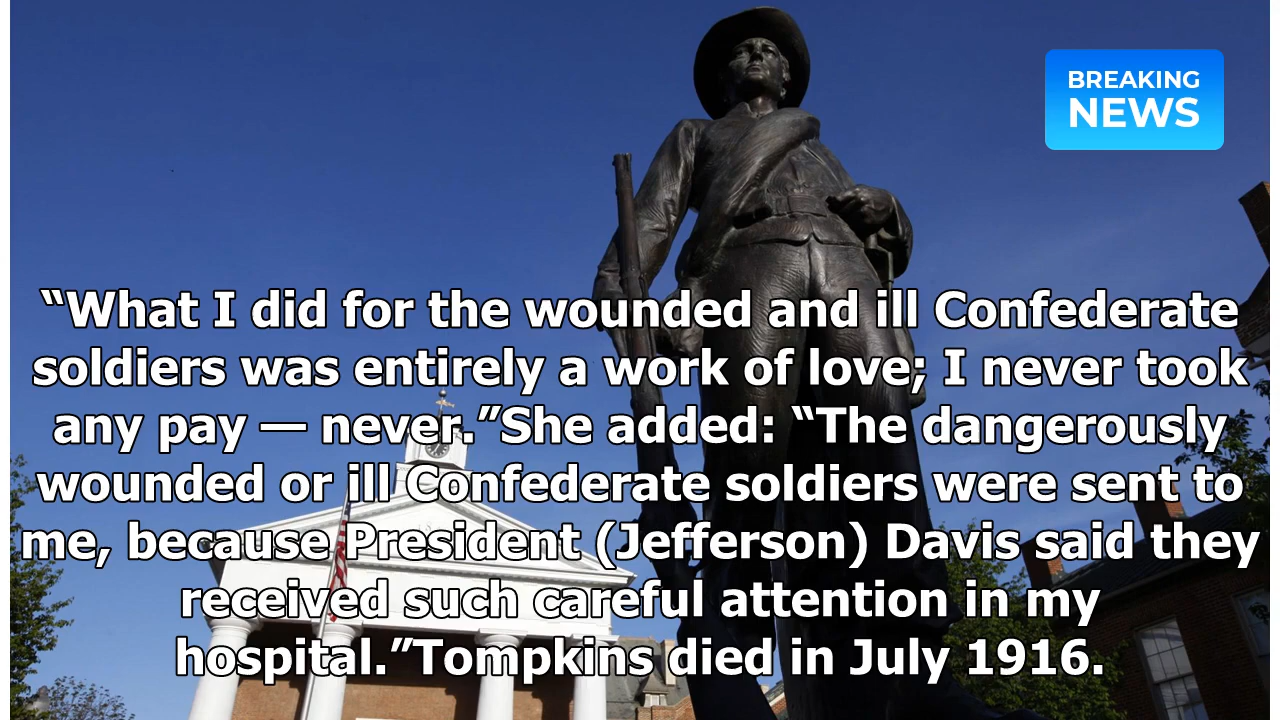 BREAKING
NEWS
“What I did for the wounded and ill Confederate
soldiers was entirely a work of love; I never took
any pay — never.”She added: “The dangerously
wounded or ill Confederate soldiers were sent to
me, because President (Jefferson) Davis said they
received such careful attention in my
hospital.”Tompkins died in July 1916.